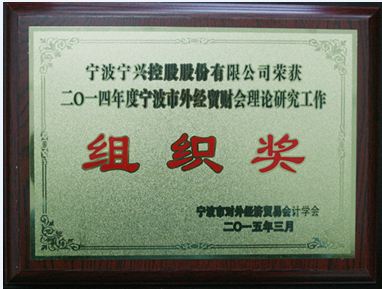 宁波宁兴控股股份有限公司荣获
二〇一四年度宁波市外经贸财会理论研究工作
组织奖
宁波市对外经济贸易会计学会
二〇一五年三月